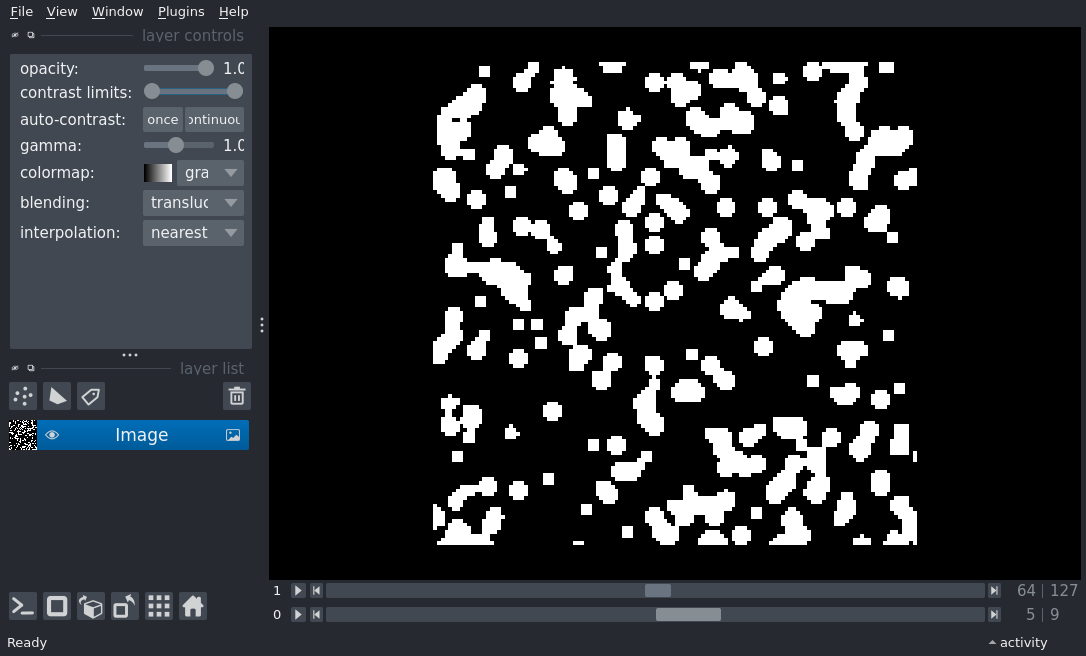 File View Window Plugins Help
layer controls
opacity: 1.0
contrast limits:
auto-contrast: once ontinuou
gamma: 1.0
colormap: gra
blending: transluc
interpolation: nearest
layer list
Image
1 64 | 127
0 5 | 9
Ready activity